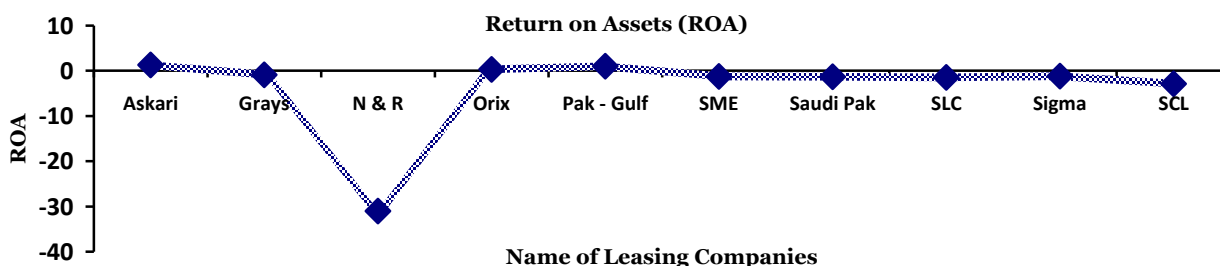 Return on Assets (ROA)
10
0
-10
-20
-30
-40
ROA
Askari Grays N & R Orix Pak - Gulf SME Saudi Pak SLC Sigma SCL
Name of Leasing Companies